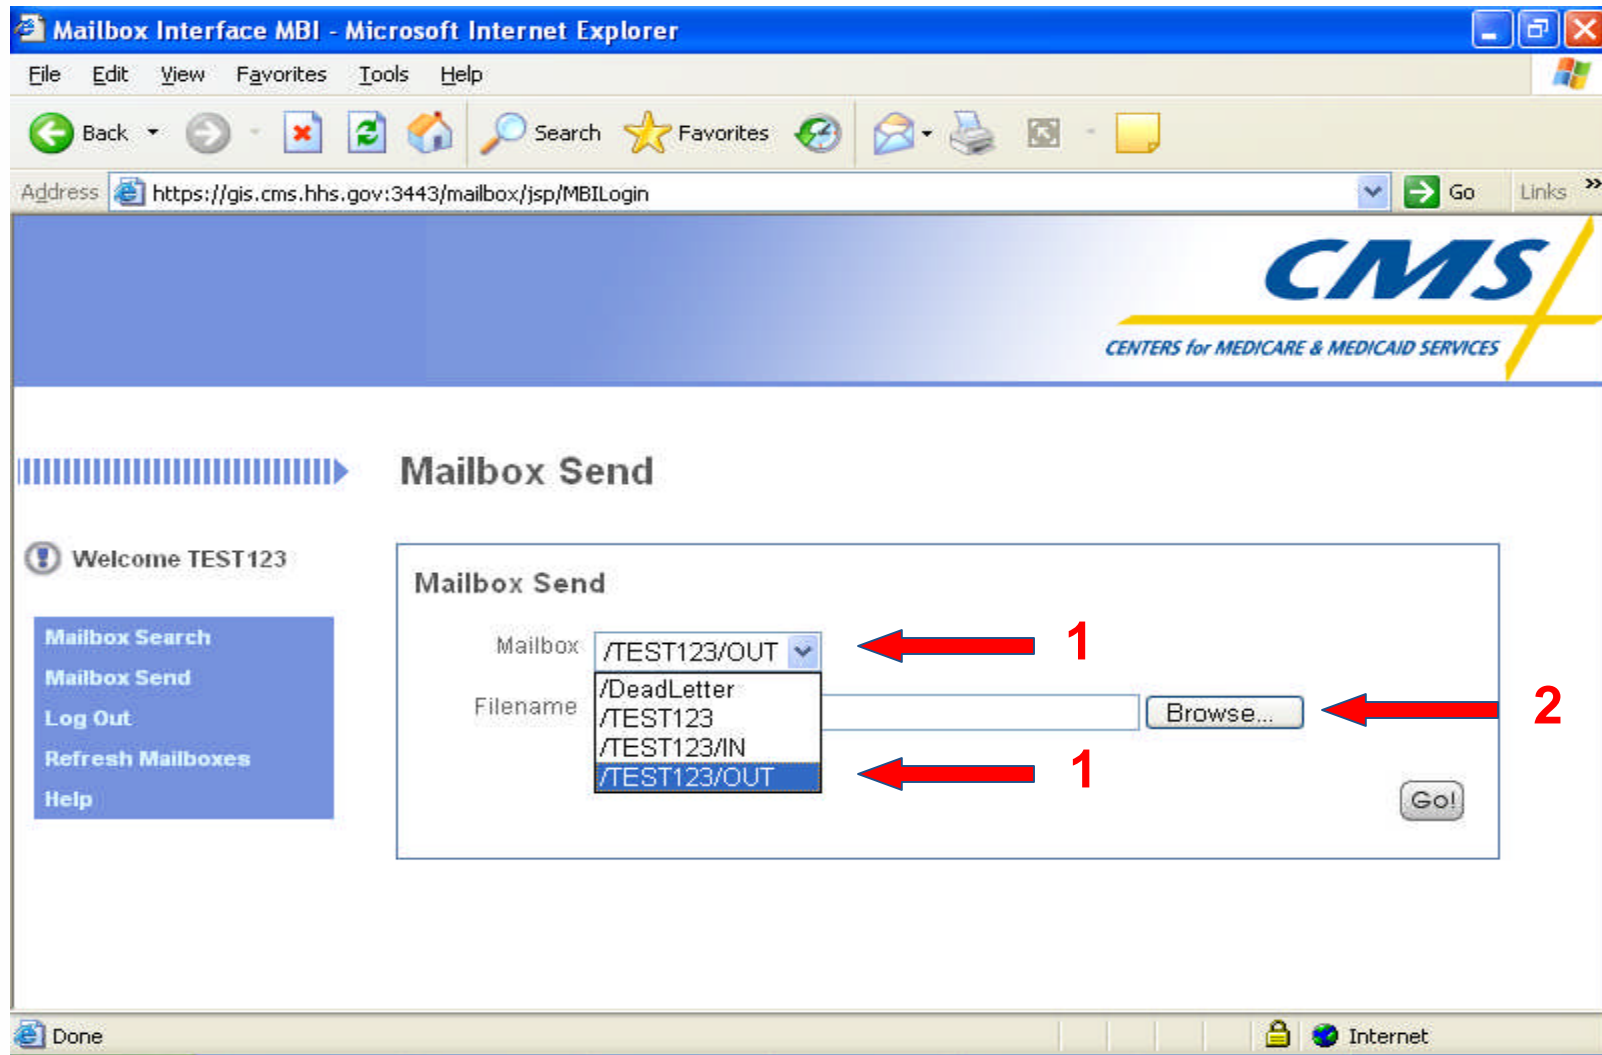 Mailbox Interface MBI - Microsoft Internet Explorer
File Edit View Favorites Tools Help
Back Search Favorites
Address https://gis.cms.hhs.gov:3443/mailbox/jsp/MBILogin Go Links »
CMS
CENTERS for MEDICARE & MEDICAID SERVICES
Mailbox Send
Welcome TEST123
Mailbox Search
Mailbox Send
Log Out
Refresh Mailboxes
Help
Mailbox Send
Mailbox /TEST123/OUT 1
/DeadLetter
Filename /TEST123 Browse... 2
/TEST123/IN
/TEST123/OUT 1
Go!
Done Internet